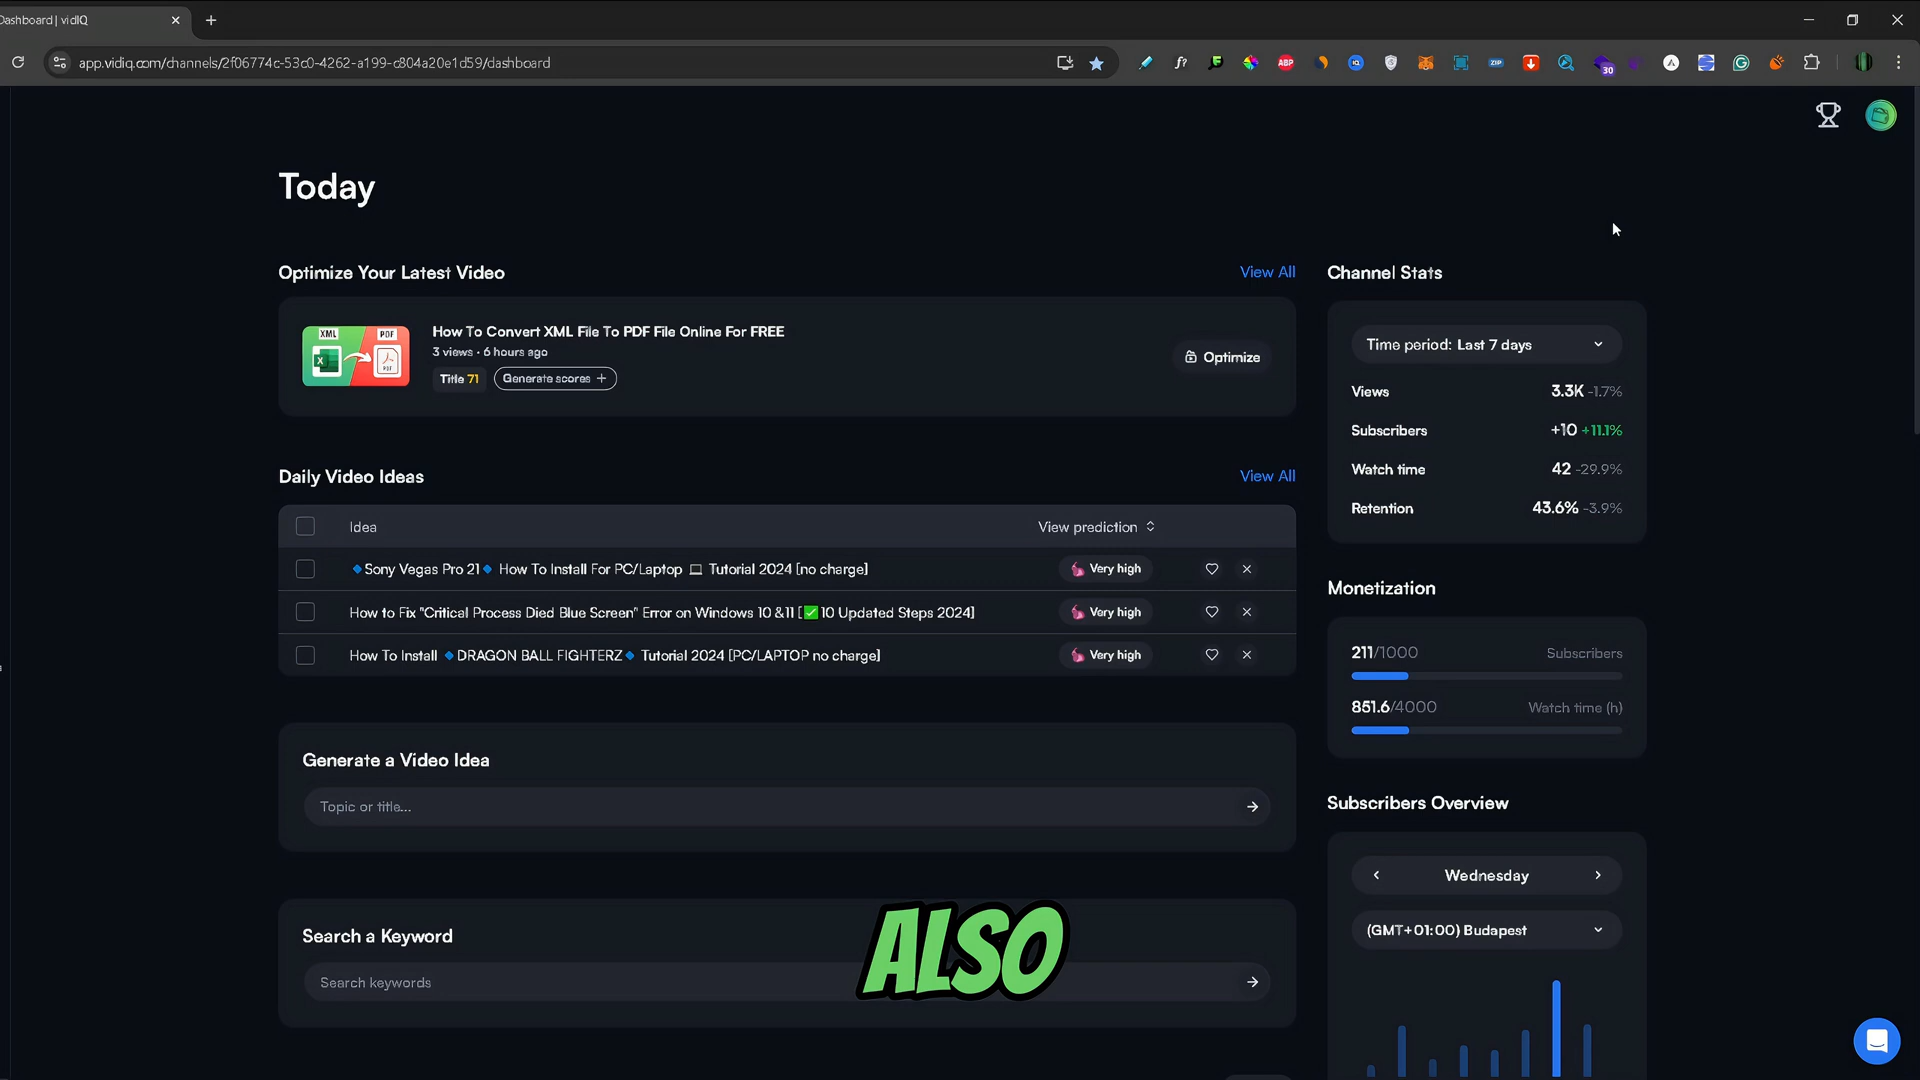 Dashboard | vidIQ
app.vidiq.com/channels/2f06774c-53c0-4262-a199-c804a20e1d59/dashboard
ABP
ZIP
30
Today
Optimize Your Latest Video
View All
XML
PDF
How To Convert XML File To PDF File Online For FREE
3 views · 6 hours ago
Title 71
Generate scores +
Optimize
Daily Video Ideas
View All
Idea
View prediction
🔹Sony Vegas Pro 21🔹 How To Install For PC/Laptop 💻 Tutorial 2024 [no charge]
Very high
How to Fix "Critical Process Died Blue Screen" Error on Windows 10 &11 [✅10 Updated Steps 2024]
Very high
How To Install 🔹DRAGON BALL FIGHTERZ🔹 Tutorial 2024 [PC/LAPTOP no charge]
Very high
Generate a Video Idea
Topic or title...
Search a Keyword
Search keywords
ALSO
Channel Stats
Time period: Last 7 days
Views 3.3K -1.7%
Subscribers +10 +11.1%
Watch time 42 -29.9%
Retention 43.6% -3.9%
Monetization
211/1000 Subscribers
851.6/4000 Watch time (h)
Subscribers Overview
Wednesday
(GMT+01:00) Budapest